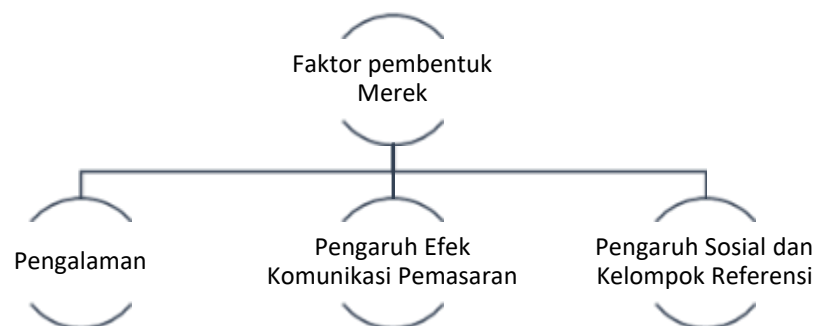 Faktor pembentuk
Merek
Pengalaman
Pengaruh Efek
Komunikasi Pemasaran
Pengaruh Sosial dan
Kelompok Referensi